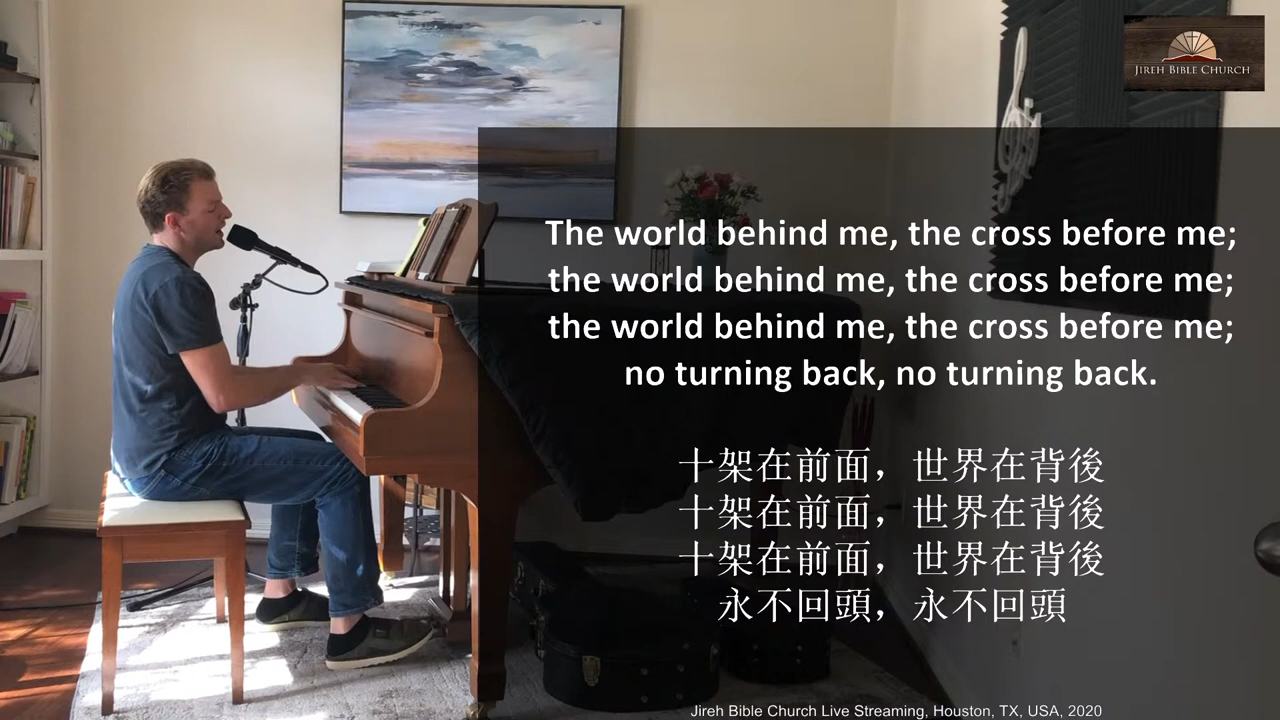 JIREH BIBLE CHURCH
The world behind me, the cross before me;
the world behind me, the cross before me;
the world behind me, the cross before me;
no turning back, no turning back.
十架在前面，世界在背後
十架在前面，世界在背後
十架在前面，世界在背後
永不回頭，永不回頭
Jireh Bible Church Live Streaming, Houston, TX, USA, 2020